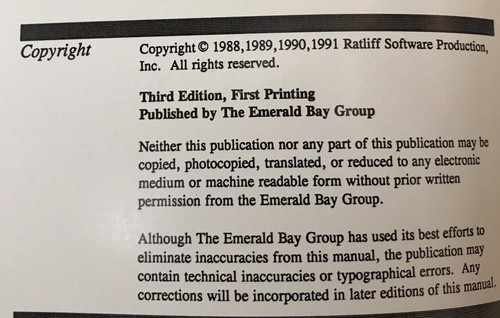 Copyright
Copyright © 1988,1989,1990,1991 Ratliff Software Production,
Inc. All rights reserved.
Third Edition, First Printing
Published by The Emerald Bay Group
Neither this publication nor any part of this publication may be
copied, photocopied, translated, or reduced to any electronic
medium or machine readable form without prior written
permission from the Emerald Bay Group.
Although The Emerald Bay Group has used its best efforts to
eliminate inaccuracies from this manual, the publication may
contain technical inaccuracies or typographical errors. Any
corrections will be incorporated in later editions of this manual.